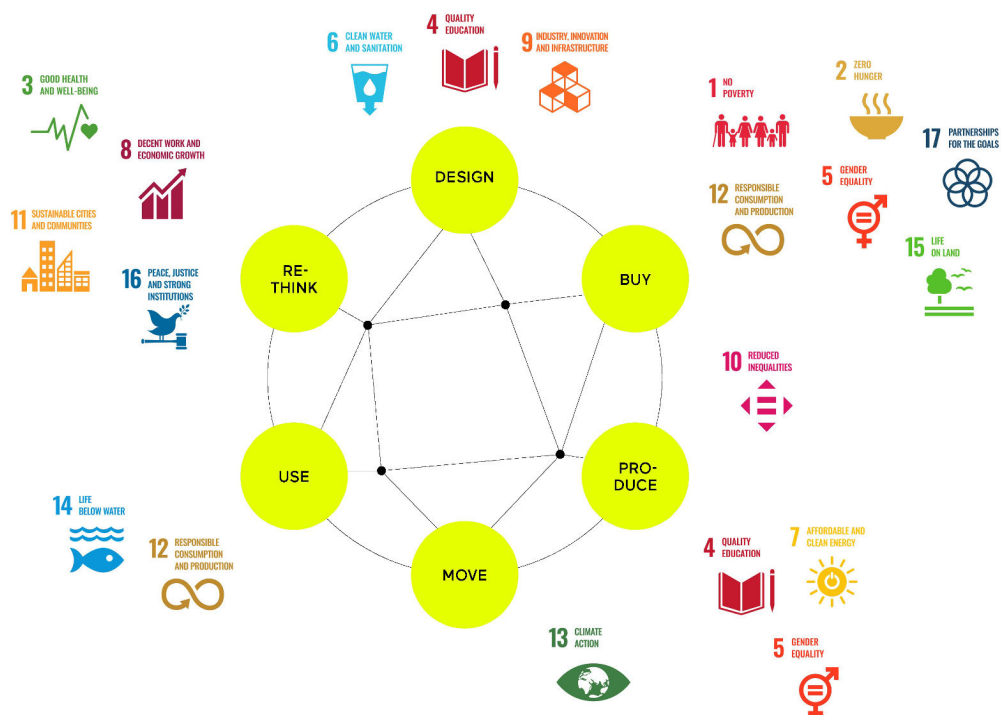 6 CLEAN WATER
AND SANITATION
4 QUALITY
EDUCATION
9 INDUSTRY, INNOVATION
AND INFRASTRUCTURE
3 GOOD HEALTH
AND WELL-BEING
8 DECENT WORK AND
ECONOMIC GROWTH
11 SUSTAINABLE CITIES
AND COMMUNITIES
16 PEACE, JUSTICE
AND STRONG
INSTITUTIONS
1 NO
POVERTY
2 ZERO
HUNGER
17 PARTNERSHIPS
FOR THE GOALS
12 RESPONSIBLE
CONSUMPTION
AND PRODUCTION
5 GENDER
EQUALITY
15 LIFE
ON LAND
10 REDUCED
INEQUALITIES
DESIGN
RE-
THINK
BUY
USE
PRO-
DUCE
MOVE
14 LIFE
BELOW WATER
12 RESPONSIBLE
CONSUMPTION
AND PRODUCTION
13 CLIMATE
ACTION
4 QUALITY
EDUCATION
7 AFFORDABLE AND
CLEAN ENERGY
5 GENDER
EQUALITY